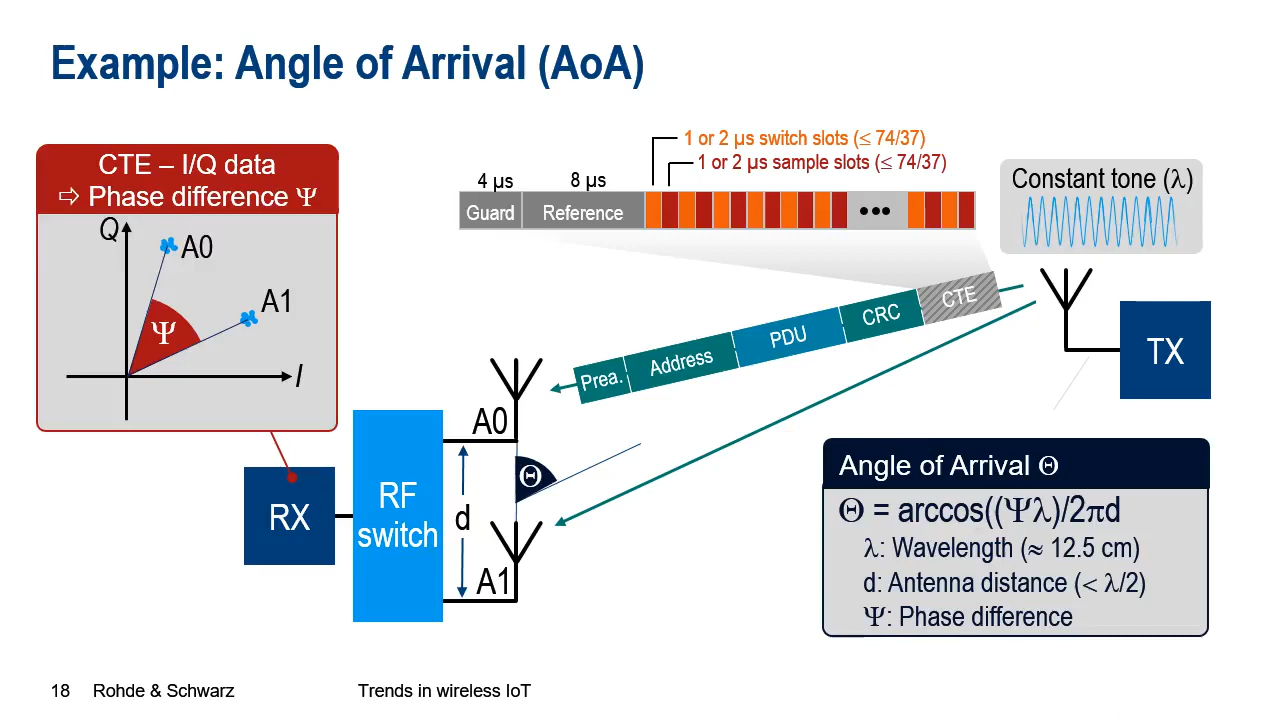 Example: Angle of Arrival (AoA)
CTE – I/Q data
⇨ Phase difference Ψ
Q
A0
A1
Ψ
I
1 or 2 µs switch slots (≤ 74/37)
1 or 2 µs sample slots (≤ 74/37)
4 µs
8 µs
Guard
Reference
•••
Constant tone (λ)
Prea.
Address
PDU
CRC
CTE
TX
A0
Θ
d
A1
RX
RF
switch
Angle of Arrival Θ
Θ = arccos((Ψλ)/2πd
λ: Wavelength (≈ 12.5 cm)
d: Antenna distance (< λ/2)
Ψ: Phase difference
18 Rohde & Schwarz Trends in wireless IoT